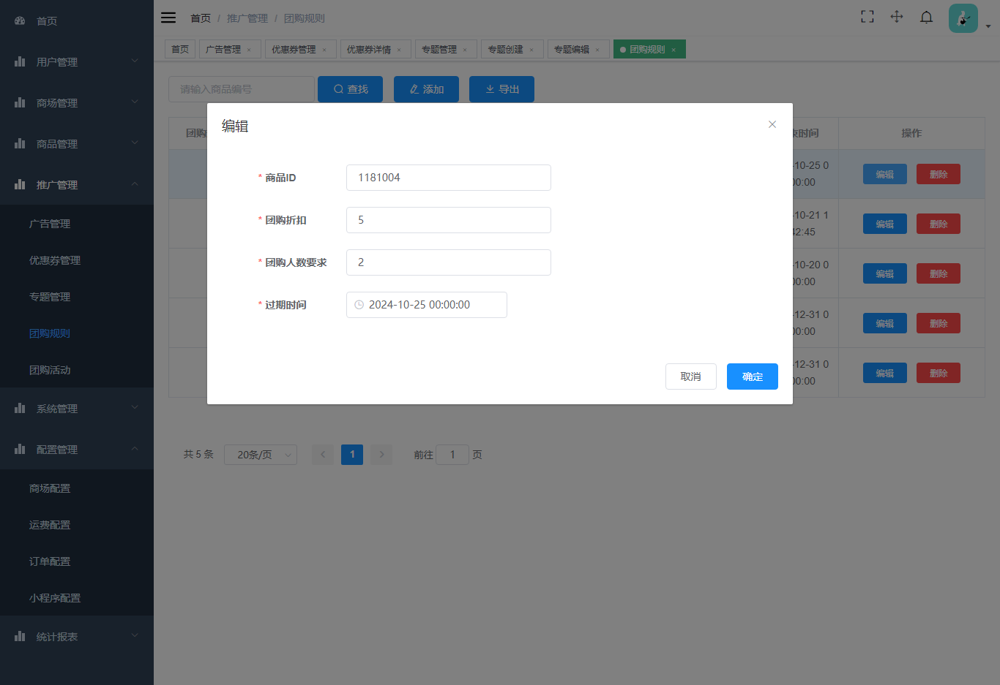 首页
用户管理
商场管理
商品管理
推广管理
广告管理
优惠券管理
专题管理
团购规则
团购活动
系统管理
配置管理
商场配置
运费配置
订单配置
小程序配置
统计报表
首页 / 推广管理 / 团购规则
首页 广告管理 × 优惠券管理 × 优惠券详情 × 专题管理 × 专题创建 × 专题编辑 × 团购规则 ×
请输入商品编号 查找 添加 导出
团购 时间 操作
-10-25 0
00:00 编辑 删除
-10-21 1
42:45 编辑 删除
-10-20 0
00:00 编辑 删除
-12-31 0
00:00 编辑 删除
-12-31 0
00:00 编辑 删除
编辑
* 商品ID 1181004
* 团购折扣 5
* 团购人数要求 2
* 过期时间 2024-10-25 00:00:00
取消 确定
共 5 条 20条/页 1 前往 1 页